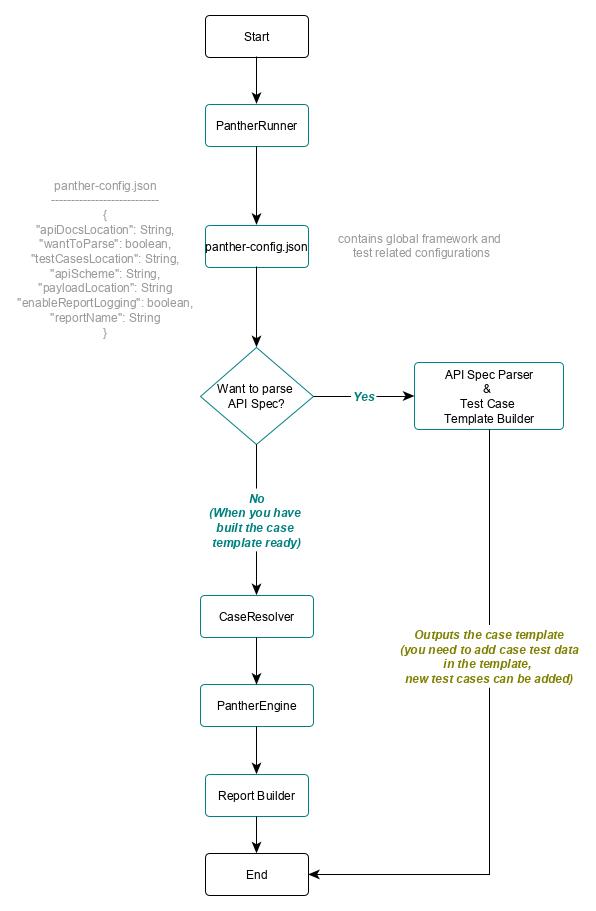 Start
PantherRunner
panther-config.json
---------------------------
{
"apiDocsLocation": String,
"wantToParse": boolean,
"testCasesLocation": String,
"apiScheme": String,
"payloadLocation": String
"enableReportLogging": boolean,
"reportName": String
}
panther-config.json
contains global framework and
test related configurations
Want to parse
API Spec?
Yes
API Spec Parser
&
Test Case
Template Builder
No
(When you have
built the case
template ready)
CaseResolver
Outputs the case template
(you need to add case test data
in the template,
new test cases can be added)
PantherEngine
Report Builder
End